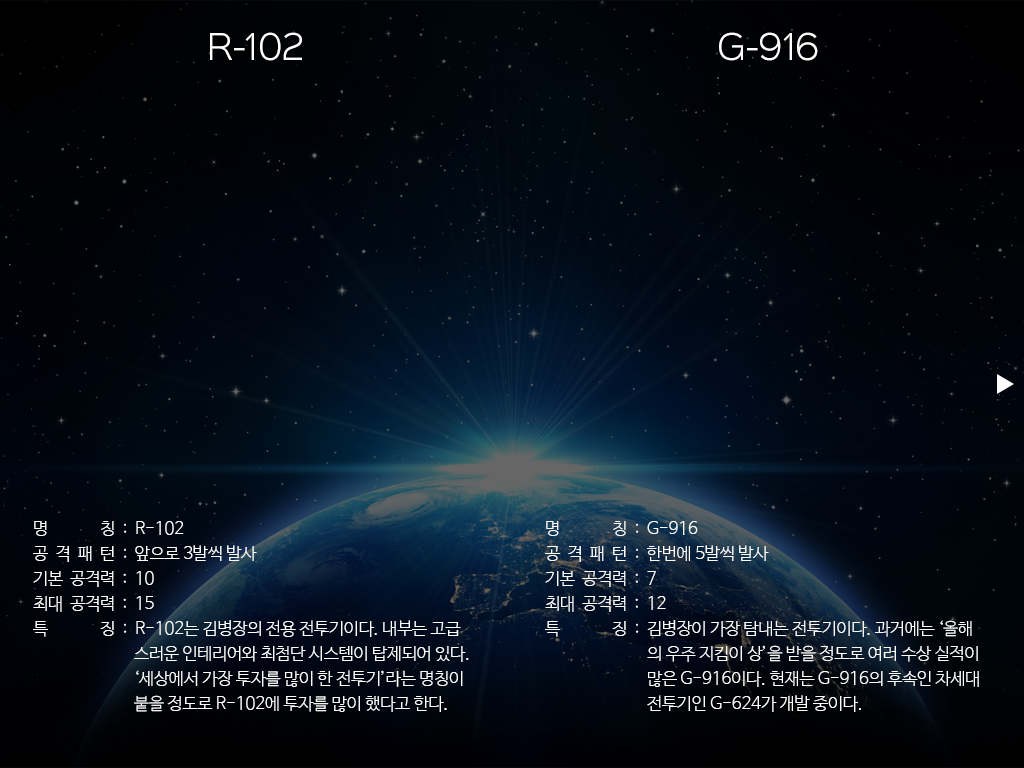 R-102
명 칭 : R-102
공 격 패 턴 : 앞으로 3발씩 발사
기본 공격력 : 10
최대 공격력 : 15
특 징 : R-102는 김병장의 전용 전투기이다. 내부는 고급
스러운 인테리어와 최첨단 시스템이 탑제되어 있다.
‘세상에서 가장 투자를 많이 한 전투기’라는 명칭이
붙을 정도로 R-102에 투자를 많이 했다고 한다.
G-916
명 칭 : G-916
공 격 패 턴 : 한번에 5발씩 발사
기본 공격력 : 7
최대 공격력 : 12
특 징 : 김병장이 가장 탐내는 전투기이다. 과거에는 ‘올해
의 우주 지킴이 상’을 받을 정도로 여러 수상 실적이
많은 G-916이다. 현재는 G-916의 후속인 차세대
전투기인 G-624가 개발 중이다.